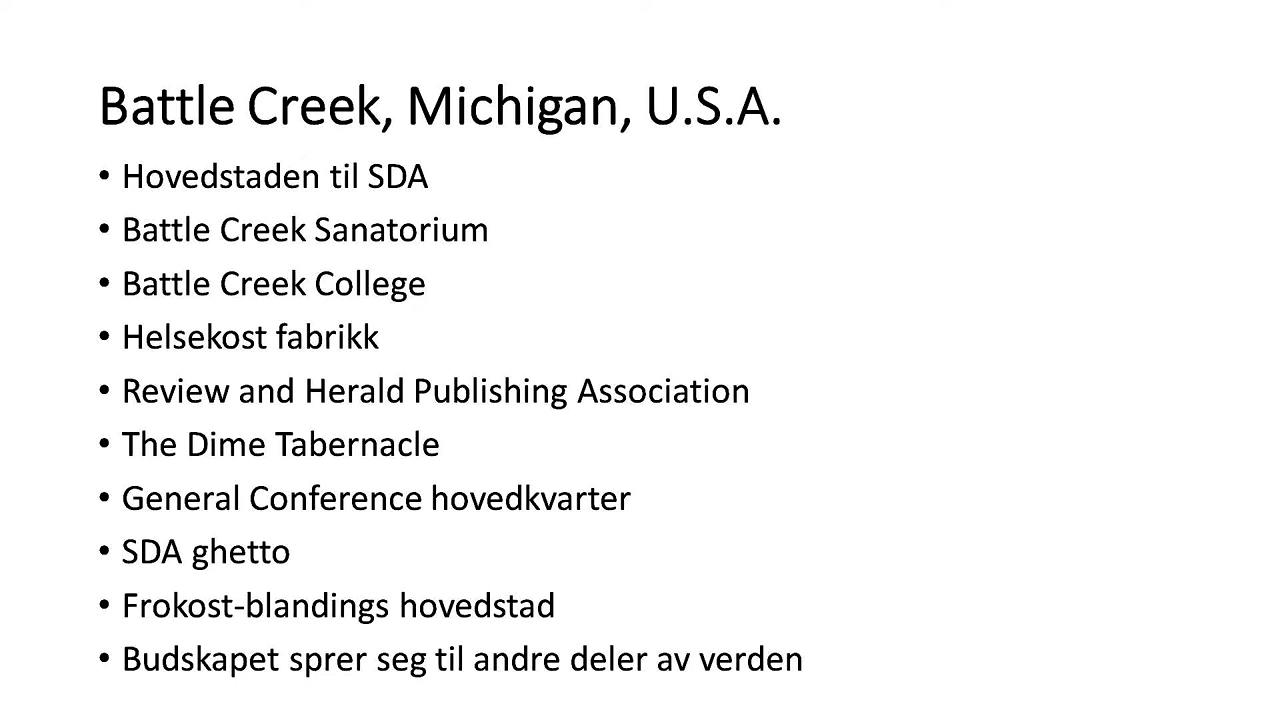 Battle Creek, Michigan, U.S.A.
• Hovedstaden til SDA
• Battle Creek Sanatorium
• Battle Creek College
• Helsekost fabrikk
• Review and Herald Publishing Association
• The Dime Tabernacle
• General Conference hovedkvarter
• SDA ghetto
• Frokost-blandings hovedstad
• Budskapet sprer seg til andre deler av verden